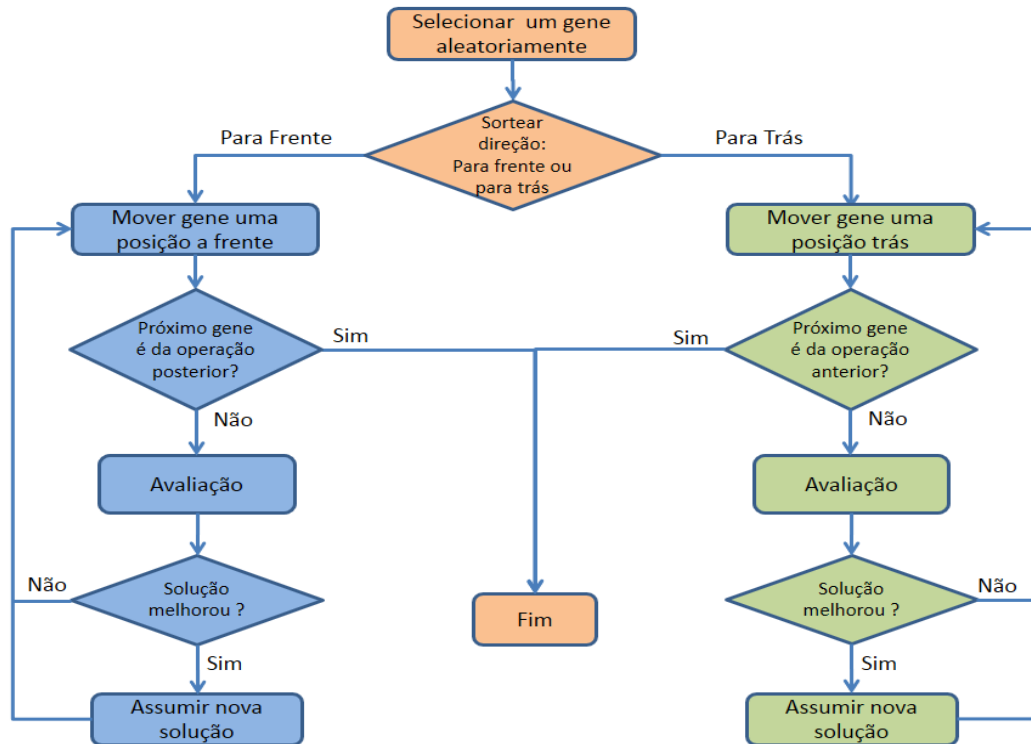 Selecionar um gene
aleatoriamente
Sortear
direção:
Para frente ou
para trás
Para Frente
Para Trás
Mover gene uma
posição a frente
Mover gene uma
posição trás
Próximo gene
é da operação
posterior?
Sim
Sim
Próximo gene
é da operação
anterior?
Não
Não
Avaliação
Avaliação
Não
Solução
melhorou ?
Fim
Solução
melhorou ?
Não
Sim
Sim
Assumir nova
solução
Assumir nova
solução